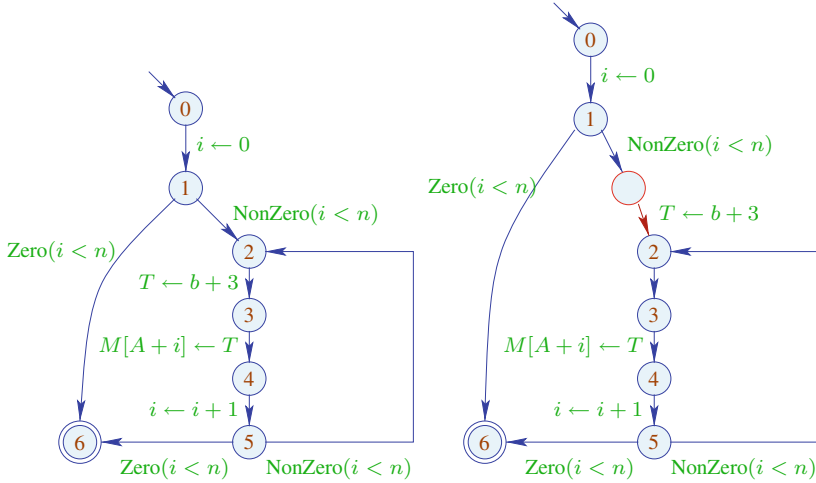 0
i ← 0
1
NonZero(i < n)
Zero(i < n)
2
T ← b + 3
3
M[A + i] ← T
4
i ← i + 1
6
5
Zero(i < n)
NonZero(i < n)
0
i ← 0
1
NonZero(i < n)
Zero(i < n)
T ← b + 3
2
3
M[A + i] ← T
4
i ← i + 1
6
5
Zero(i < n)
NonZero(i < n)